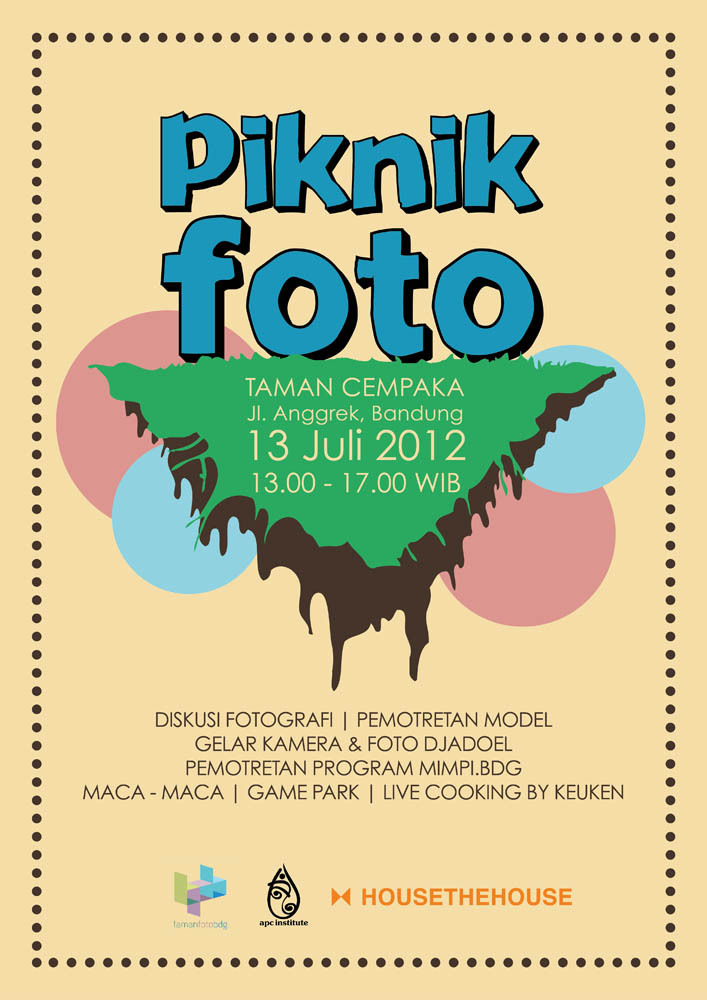 Piknik
foto
TAMAN CEMPAKA
Jl. Anggrek, Bandung
13 Juli 2012
13.00 - 17.00 WIB
DISKUSI FOTOGRAFI | PEMOTRETAN MODEL
GELAR KAMERA & FOTO DJADOEL
PEMOTRETAN PROGRAM MIMPI.BDG
MACA - MACA | GAME PARK | LIVE COOKING BY KEUKEN
tamanfotobdg
apc institute
HOUSETHEHOUSE